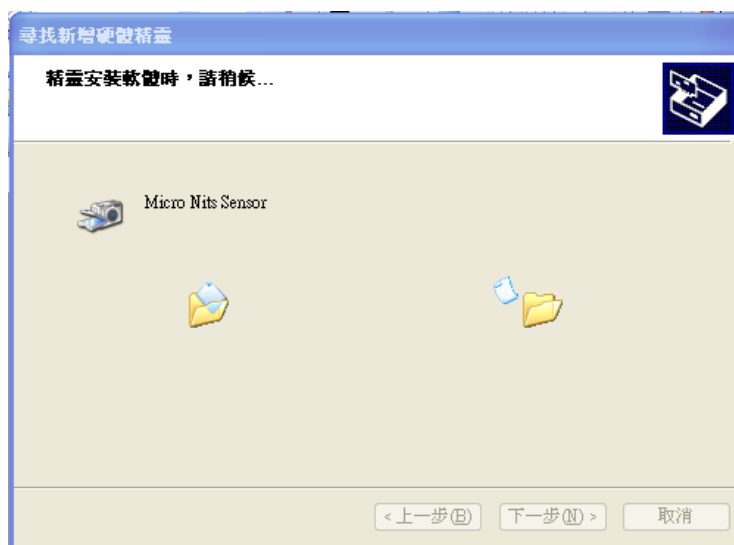 尋找新增硬體精靈
精靈安裝軟體時，請稍候...
Micro Nits Sensor
<上一步(B)
下一步(N)>
取消